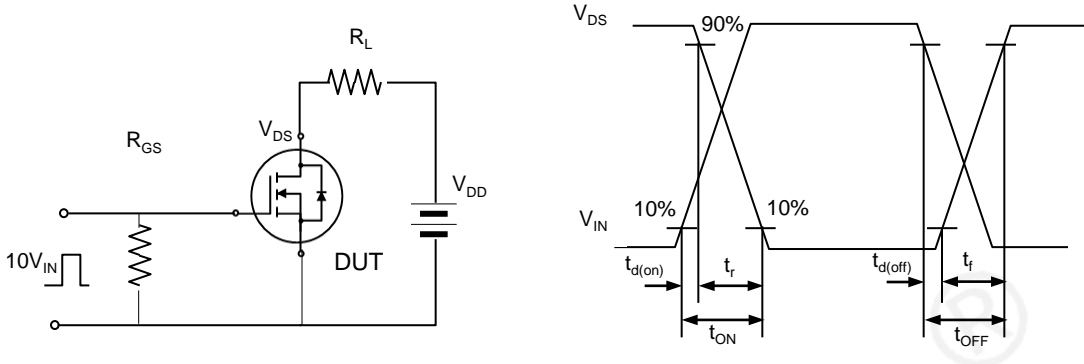 R_L
V_DS
R_GS
V_DD
10V_IN
DUT
V_DS
90%
V_IN
10%
10%
t_d(on)
t_r
t_d(off)
t_f
t_ON
t_OFF
R